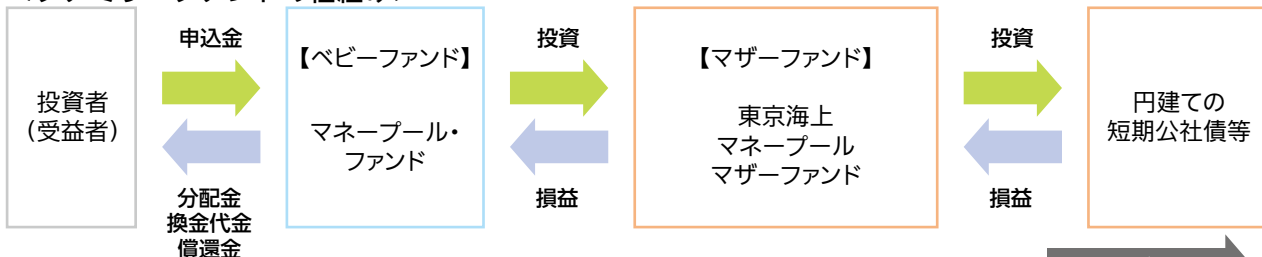 申込金
投資
投資
【ベビーファンド】
【マザーファンド】
投資者
(受益者)
マネープール・
ファンド
東京海上
マネープール
マザーファンド
円建ての
短期公社債等
分配金
換金代金
償還金
損益
損益